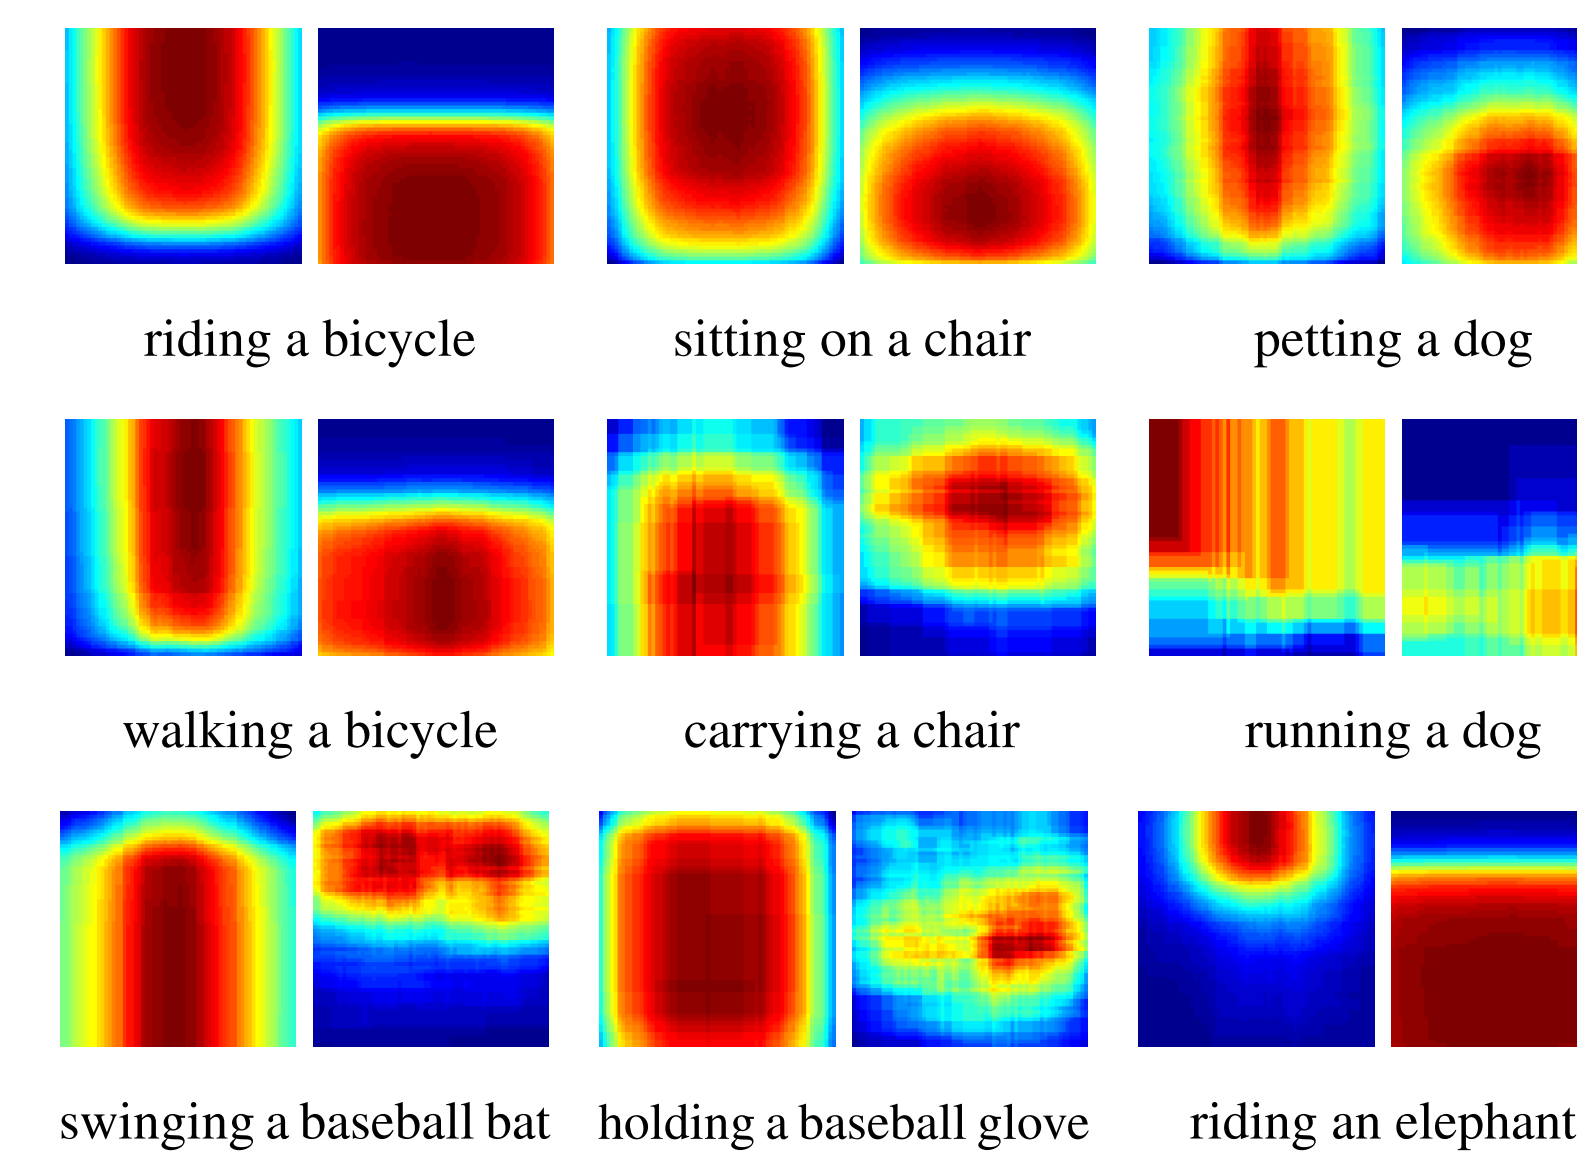 riding a bicycle
sitting on a chair
petting a dog
walking a bicycle
carrying a chair
running a dog
swinging a baseball bat
holding a baseball glove
riding an elephant